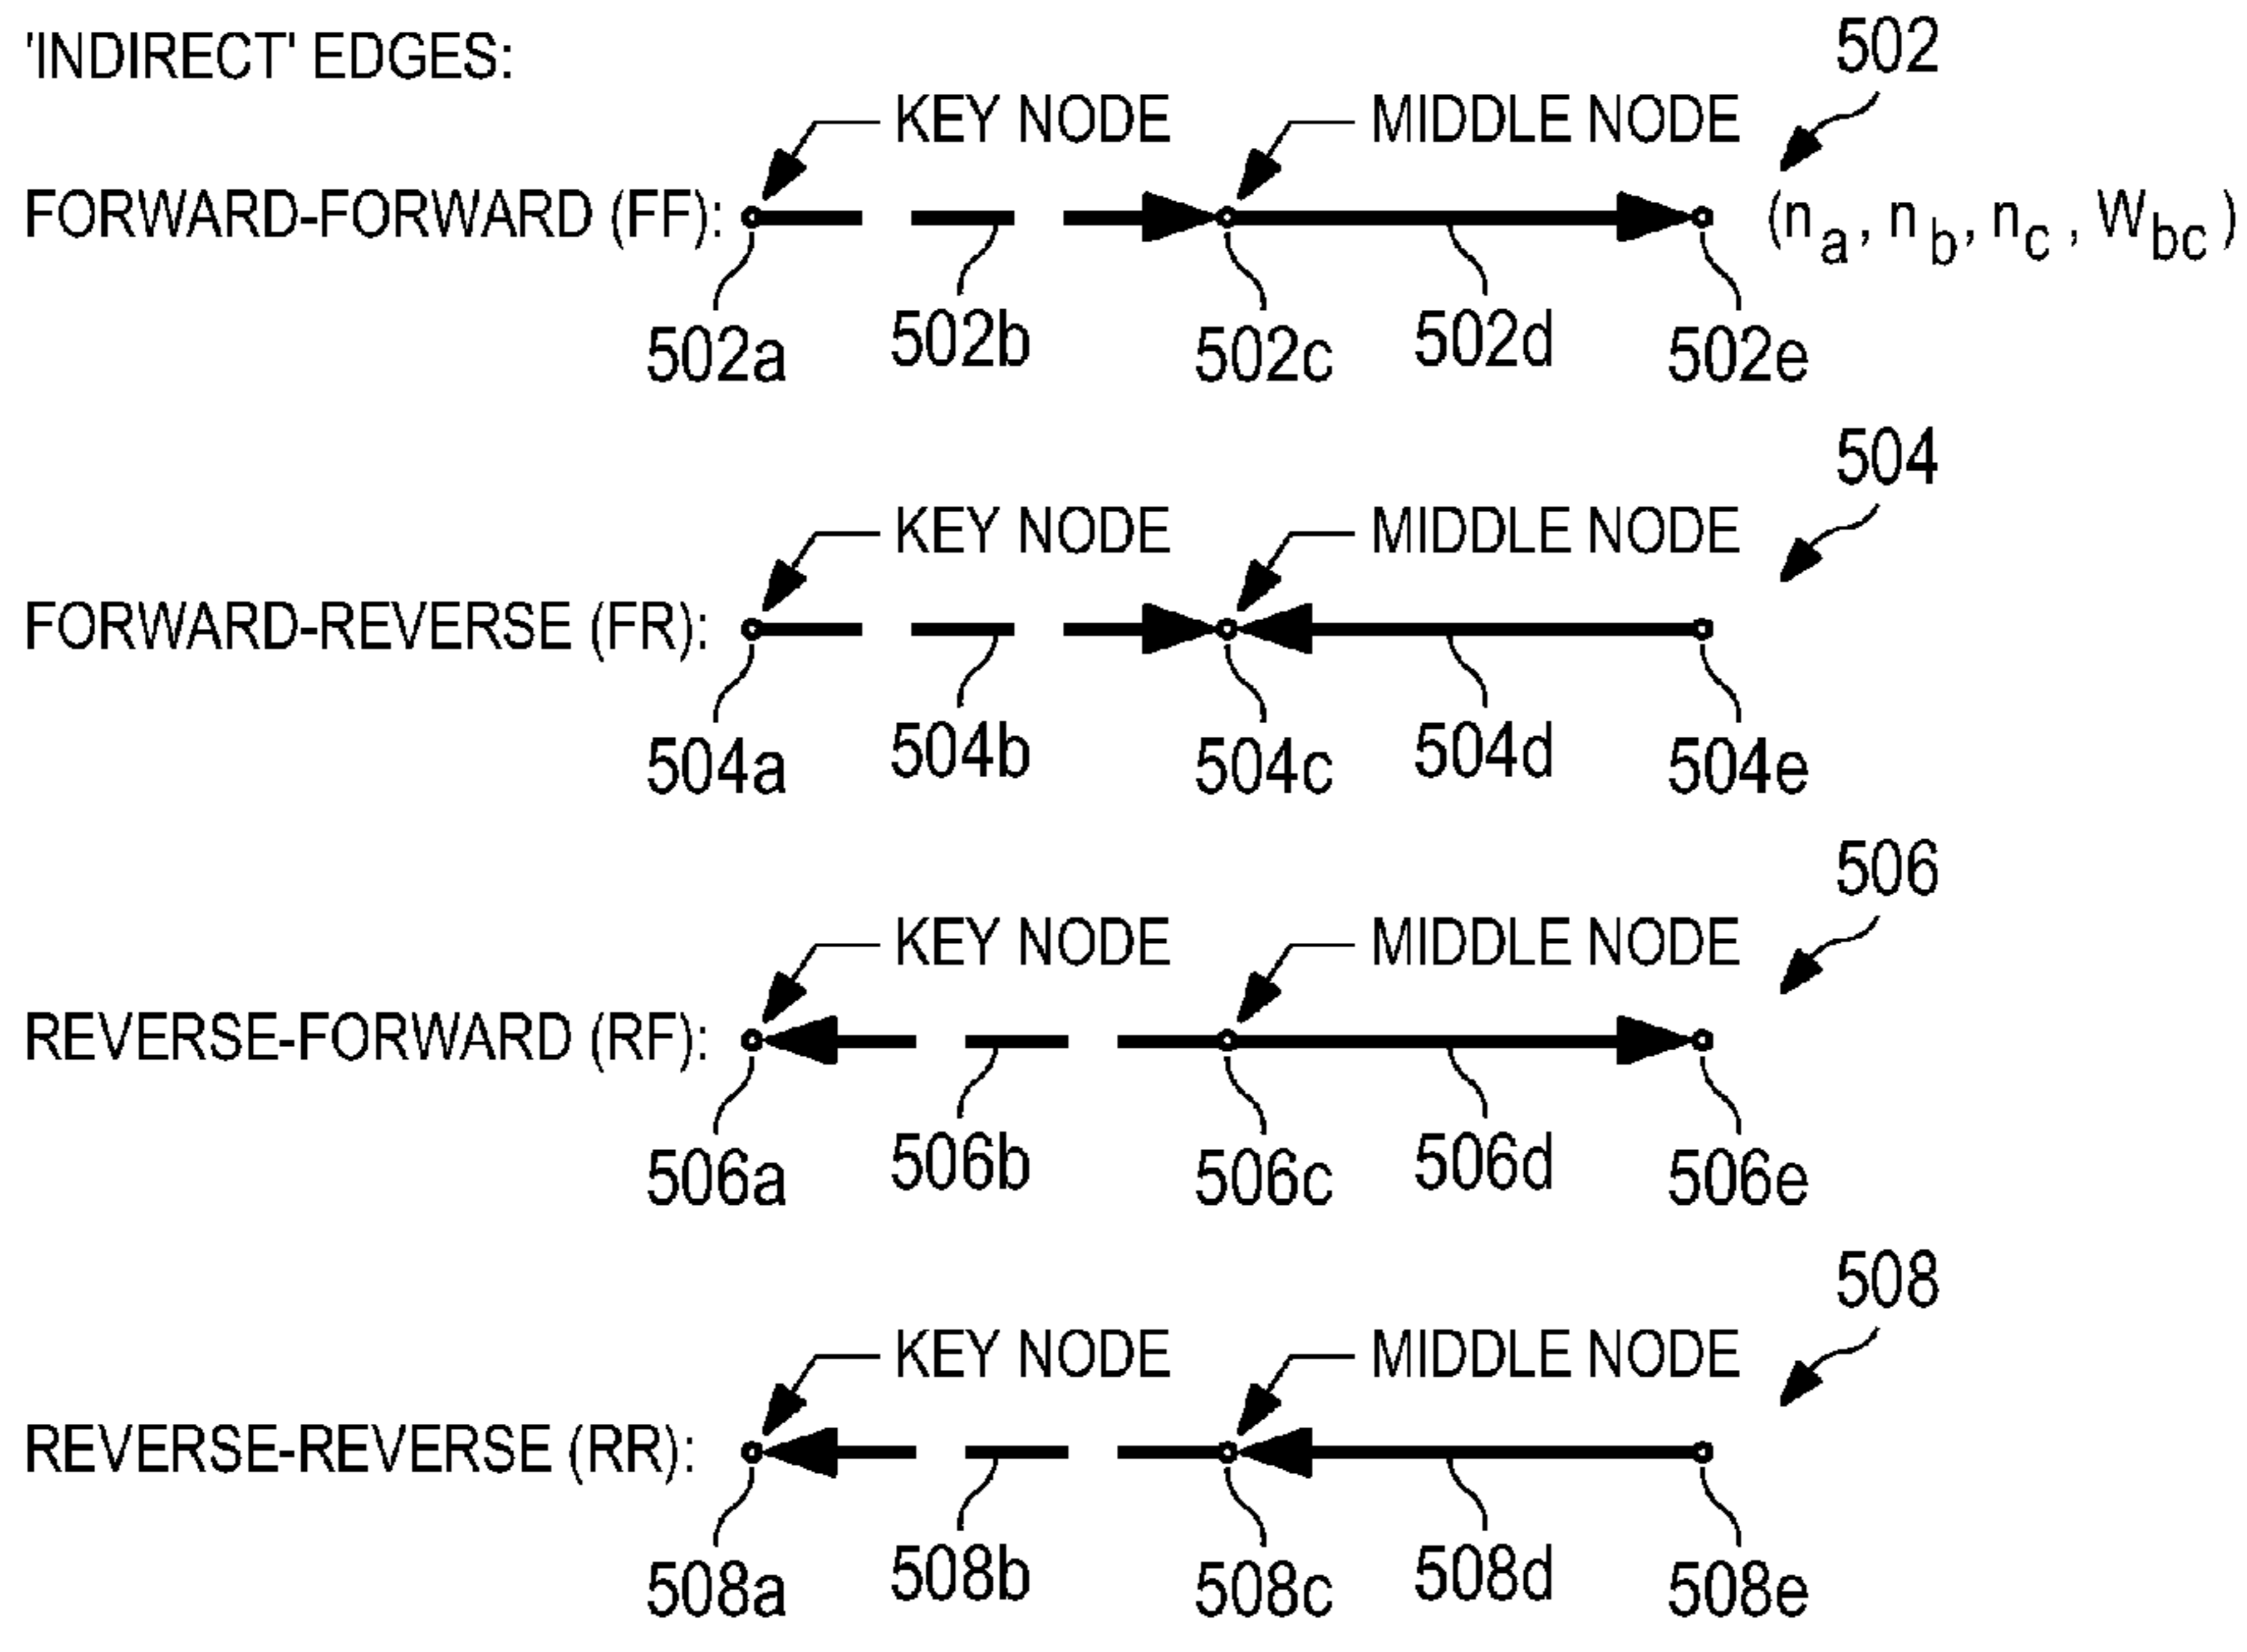 'INDIRECT' EDGES:
502
KEY NODE MIDDLE NODE
FORWARD-FORWARD (FF): (n_a, n_b, n_c, W_bc)
502a 502b 502c 502d 502e
504
KEY NODE MIDDLE NODE
FORWARD-REVERSE (FR):
504a 504b 504c 504d 504e
506
KEY NODE MIDDLE NODE
REVERSE-FORWARD (RF):
506a 506b 506c 506d 506e
508
KEY NODE MIDDLE NODE
REVERSE-REVERSE (RR):
508a 508b 508c 508d 508e